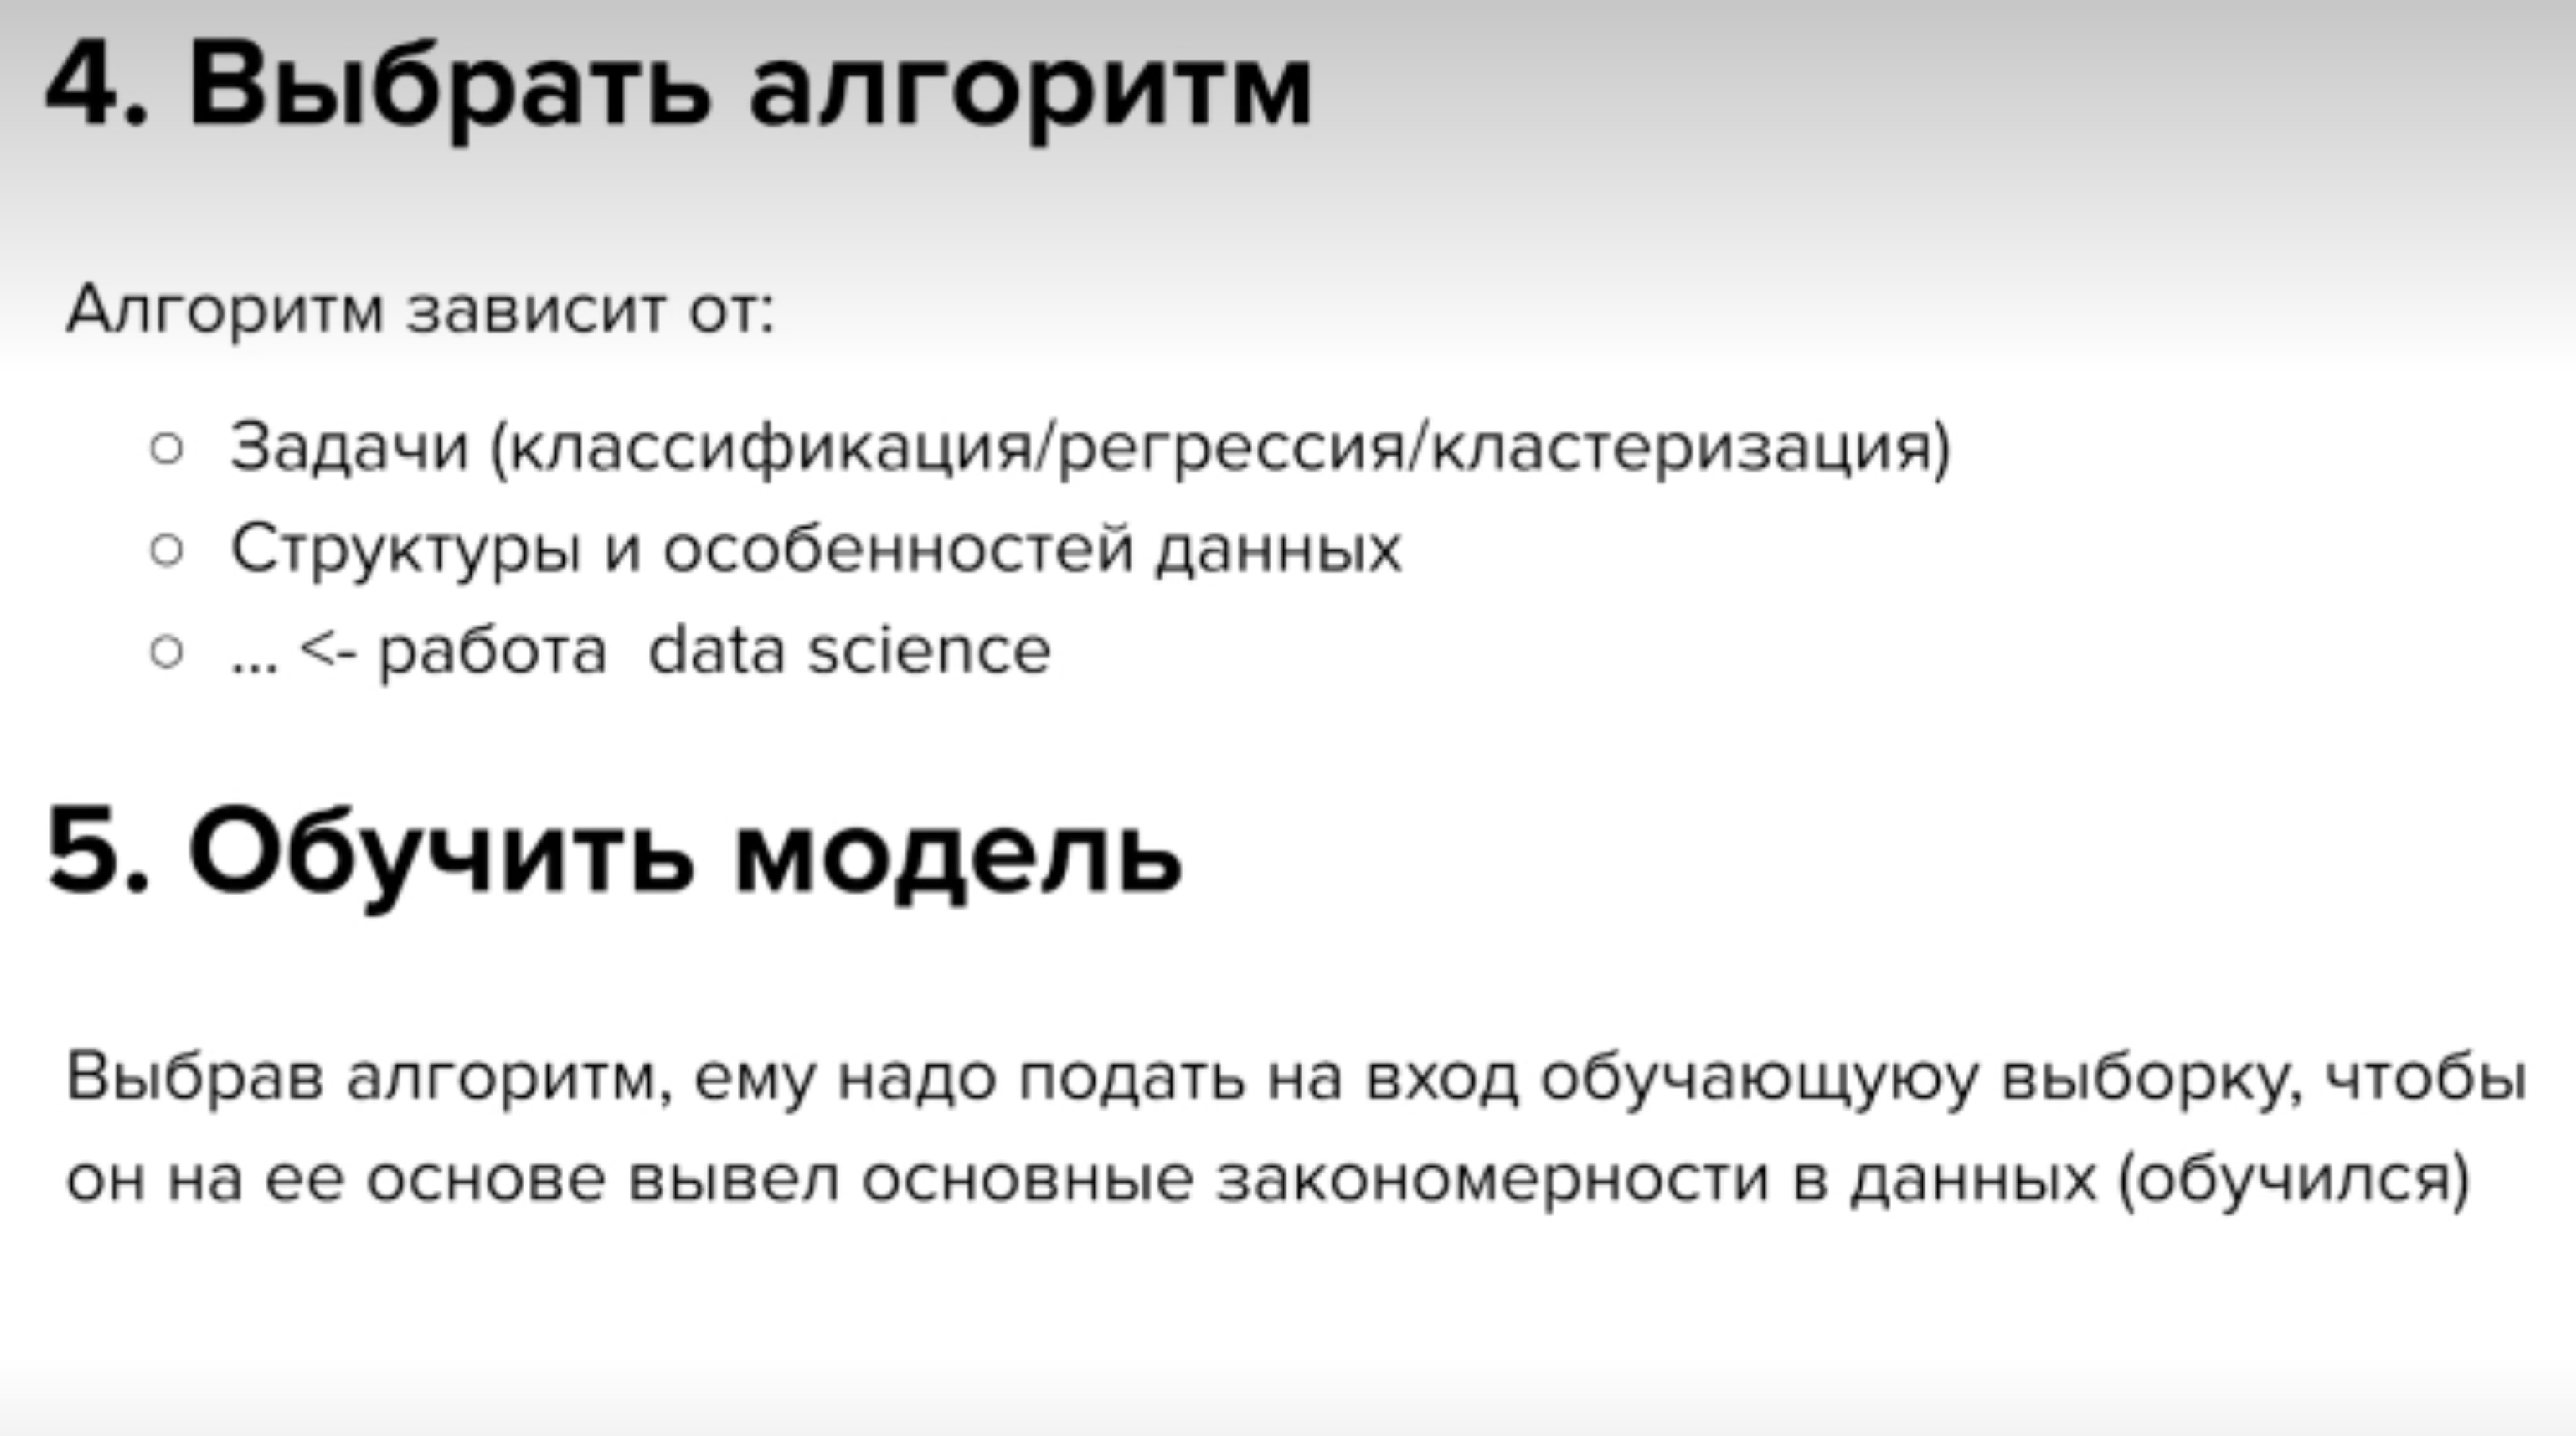 4. Выбрать алгоритм
Алгоритм зависит от:
○ Задачи (классификация/регрессия/кластеризация)
○ Структуры и особенностей данных
○ ... <- работа  data science
5. Обучить модель
Выбрав алгоритм, ему надо подать на вход обучающуюу выборку, чтобы
он на ее основе вывел основные закономерности в данных (обучился)